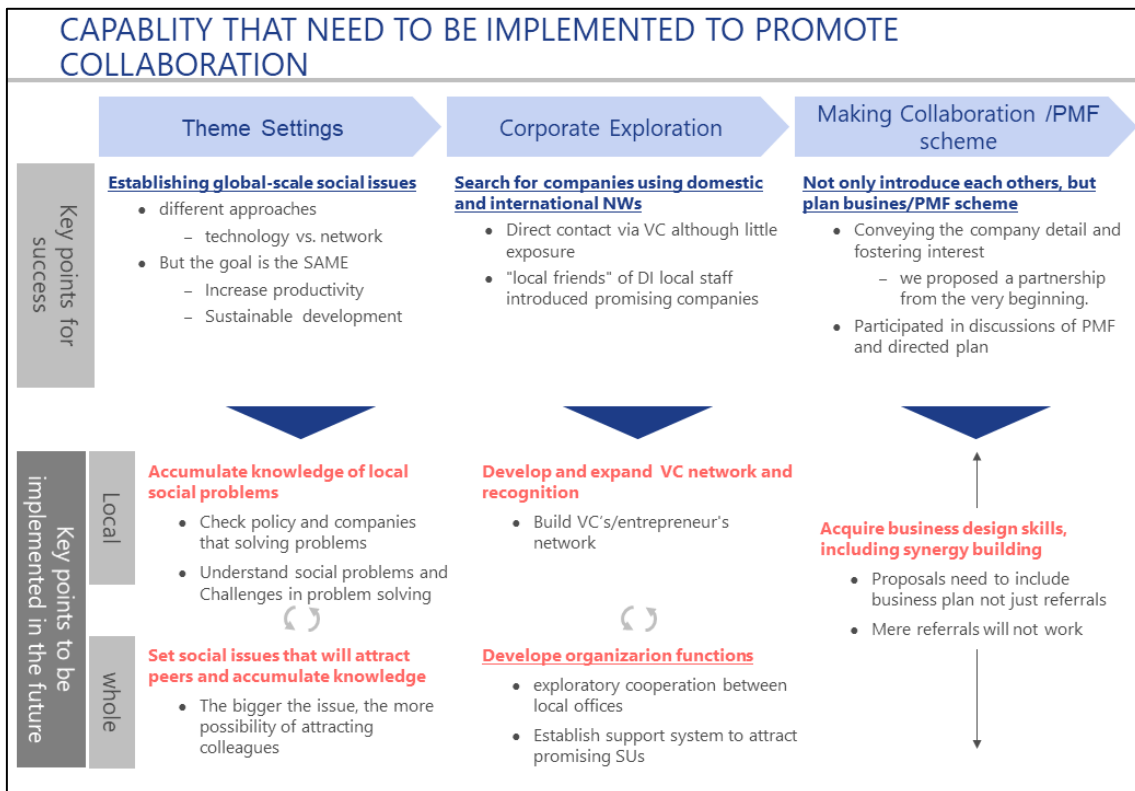 CAPABLITY THAT NEED TO BE IMPLEMENTED TO PROMOTE
COLLABORATION
Theme Settings
Corporate Exploration
Making Collaboration /PMF
scheme
Key points for
success
Establishing global-scale social issues
● different approaches
– technology vs. network
● But the goal is the SAME
– Increase productivity
– Sustainable development
Search for companies using domestic
and international NWs
● Direct contact via VC although little
exposure
● "local friends" of DI local staff
introduced promising companies
Not only introduce each others, but
plan busines/PMF scheme
● Conveying the company detail and
fostering interest
– we proposed a partnership
from the very beginning.
● Participated in discussions of PMF
and directed plan
Key points to be
implemented in the future
Local
Accumulate knowledge of local
social problems
● Check policy and companies
that solving problems
● Understand social problems and
Challenges in problem solving
Develop and expand VC network and
recognition
● Build VC's/entrepreneur's
network
Acquire business design skills,
including synergy building
● Proposals need to include
business plan not just referrals
● Mere referrals will not work
whole
Set social issues that will attract
peers and accumulate knowledge
● The bigger the issue, the more
possibility of attracting
colleagues
Develope organizarion functions
● exploratory cooperation between
local offices
● Establish support system to attract
promising SUs